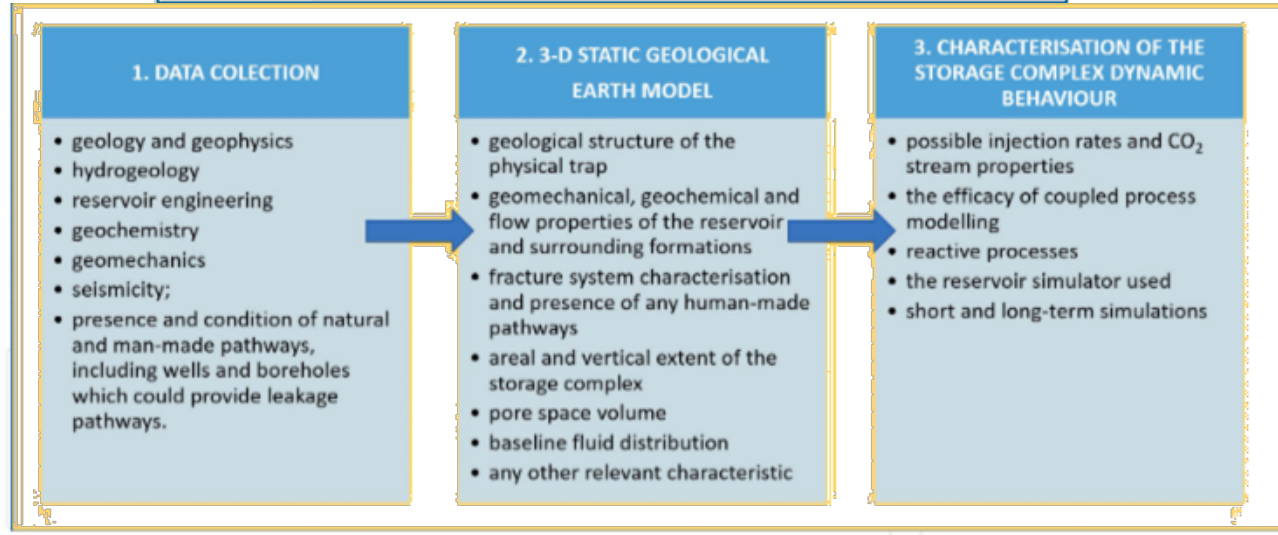 1. DATA COLECTION
• geology and geophysics
• hydrogeology
• reservoir engineering
• geochemistry
• geomechanics
• seismicity;
• presence and condition of natural
and man-made pathways,
including wells and boreholes
which could provide leakage
pathways.
2. 3-D STATIC GEOLOGICAL
EARTH MODEL
• geological structure of the
physical trap
• geomechanical, geochemical and
flow properties of the reservoir
and surrounding formations
• fracture system characterisation
and presence of any human-made
pathways
• areal and vertical extent of the
storage complex
• pore space volume
• baseline fluid distribution
• any other relevant characteristic
3. CHARACTERISATION OF THE
STORAGE COMPLEX DYNAMIC
BEHAVIOUR
• possible injection rates and CO₂
stream properties
• the efficacy of coupled process
modelling
• reactive processes
• the reservoir simulator used
• short and long-term simulations